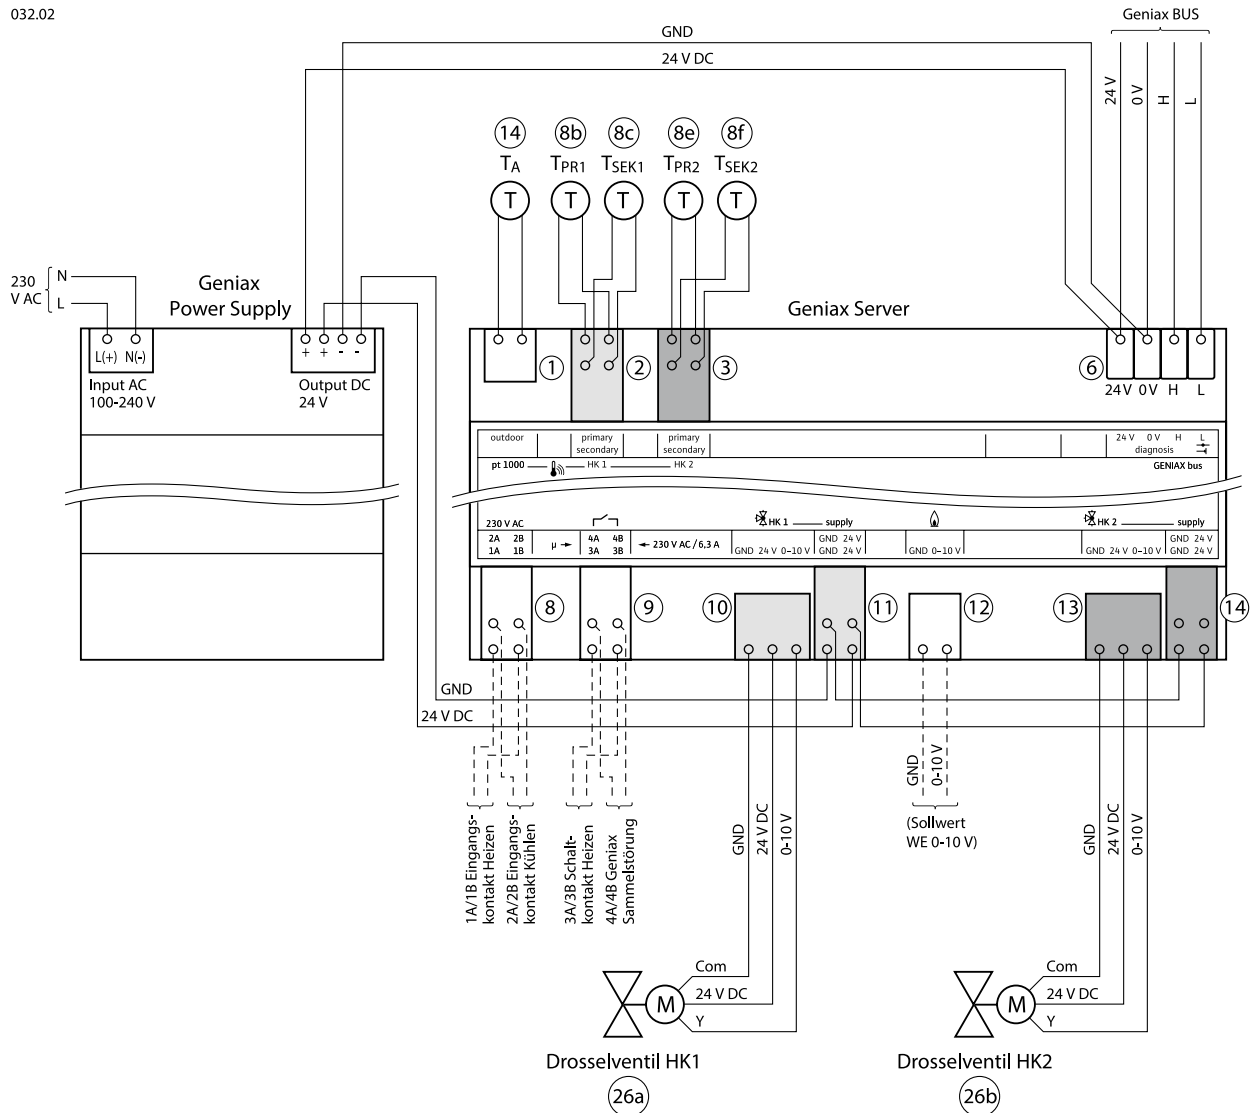 032.02
Geniax BUS
GND
24 V DC
24 V
0 V
H
L
14
8b
8c
8e
8f
TA
TPR1
TSEK1
TPR2
TSEK2
T
T
T
T
T
230
V AC
N
L
Geniax
Power Supply
Geniax Server
L(+) N(-)
+ + - -
Input AC
100-240 V
Output DC
24 V
1
2
3
6
24 V 0 V H L
outdoor
primary
secondary
primary
secondary
24 V 0 V H L
diagnosis
pt 1000
HK 1
HK 2
GENIAX bus
230 V AC
HK 1
supply
HK 2
supply
2A 2B
1A 1B
µ
4A 4B
3A 3B
230 V AC / 6,3 A
GND 24 V 0–10 V
GND 24 V
GND 24 V
GND 0–10 V
GND 24 V 0–10 V
GND 24 V
GND 24 V
8
9
10
11
12
13
14
GND
24 V DC
1A/1B Eingangs-
kontakt Heizen
2A/2B Eingangs-
kontakt Kühlen
3A/3B Schalt-
kontakt Heizen
4A/4B Geniax
Sammelstörung
GND
24 V DC
0-10 V
GND
0-10 V
(Sollwert
WE 0-10 V)
GND
24 V DC
0-10 V
Com
24 V DC
Y
M
Com
24 V DC
Y
M
Drosselventil HK1
26a
Drosselventil HK2
26b